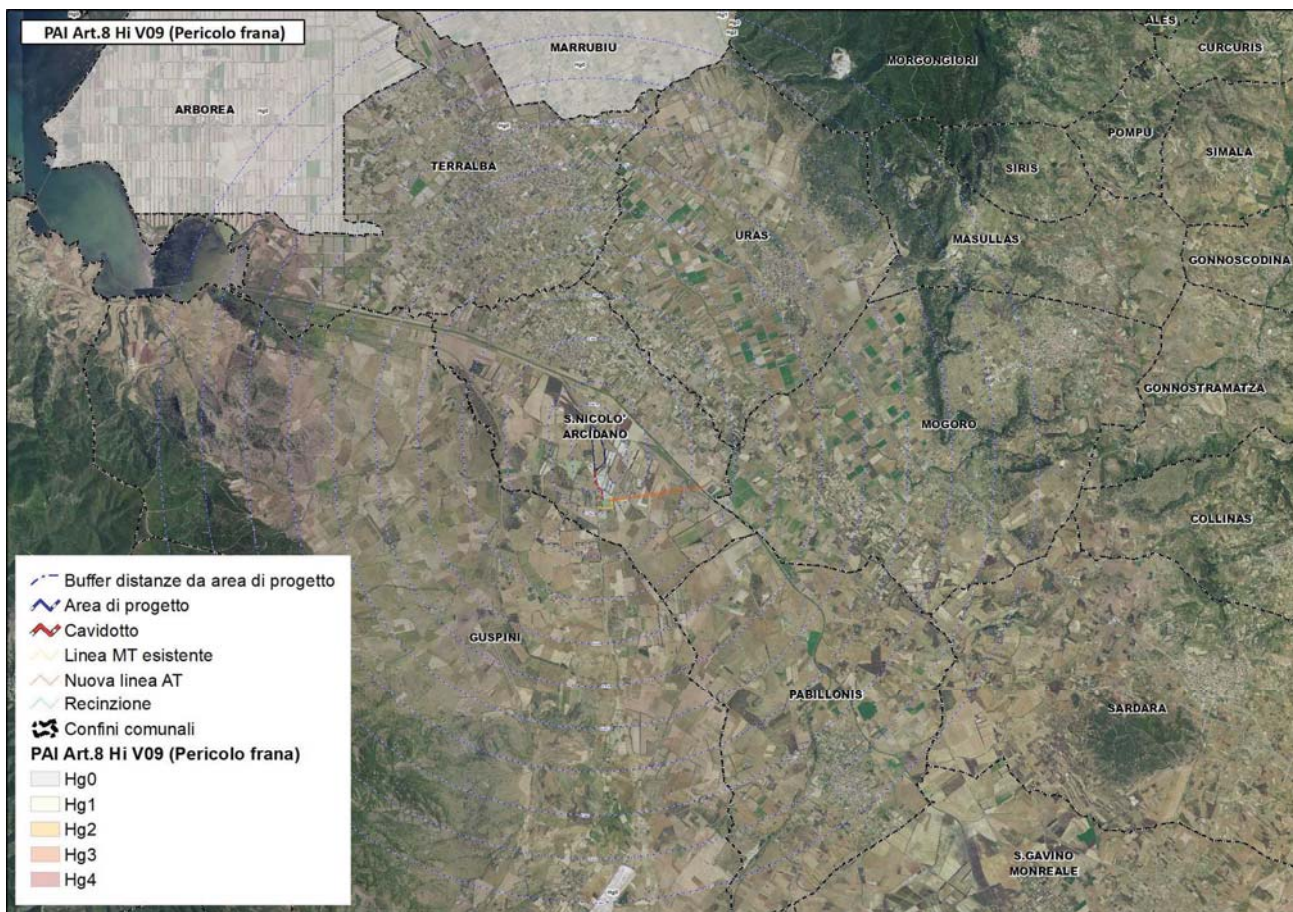 PAI Art.8 Hi V09 (Pericolo frana)
ALES
CURCURIS
MARRUBIU
MORGONGIORI
ARBOREA
POMPU
SIMALA
TERRALBA
SIRIS
URAS
MASULLAS
GONNOSCODINA
GONNOSTRAMATZA
S.NICOLO'
ARCIDANO
MOGORO
COLLINAS
GUSPINI
PABILLONIS
SARDARA
S.GAVINO
MONREALE
Buffer distanze da area di progetto
Area di progetto
Cavidotto
Linea MT esistente
Nuova linea AT
Recinzione
Confini comunali
PAI Art.8 Hi V09 (Pericolo frana)
Hg0
Hg1
Hg2
Hg3
Hg4